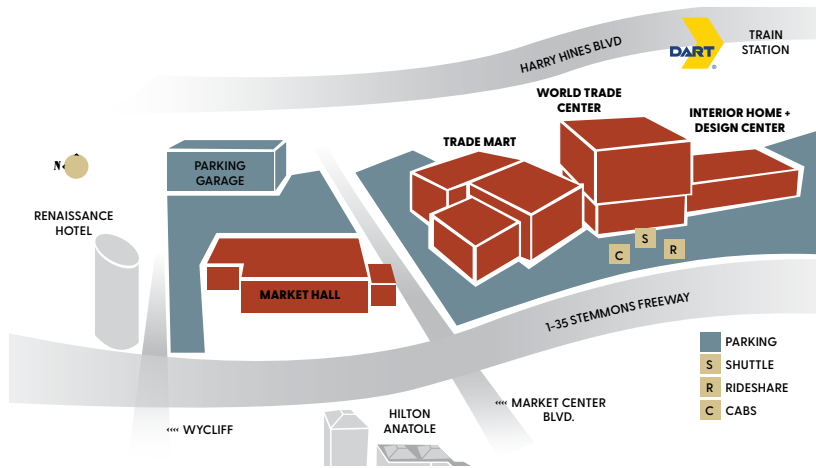 HARRY HINES BLVD
DART
®
TRAIN
STATION
WORLD TRADE
CENTER
INTERIOR HOME +
DESIGN CENTER
TRADE MART
PARKING
GARAGE
N
RENAISSANCE
HOTEL
MARKET HALL
S
C
R
1-35 STEMMONS FREEWAY
PARKING
S SHUTTLE
R RIDESHARE
C CABS
MARKET CENTER
BLVD.
HILTON
ANATOLE
WYCLIFF